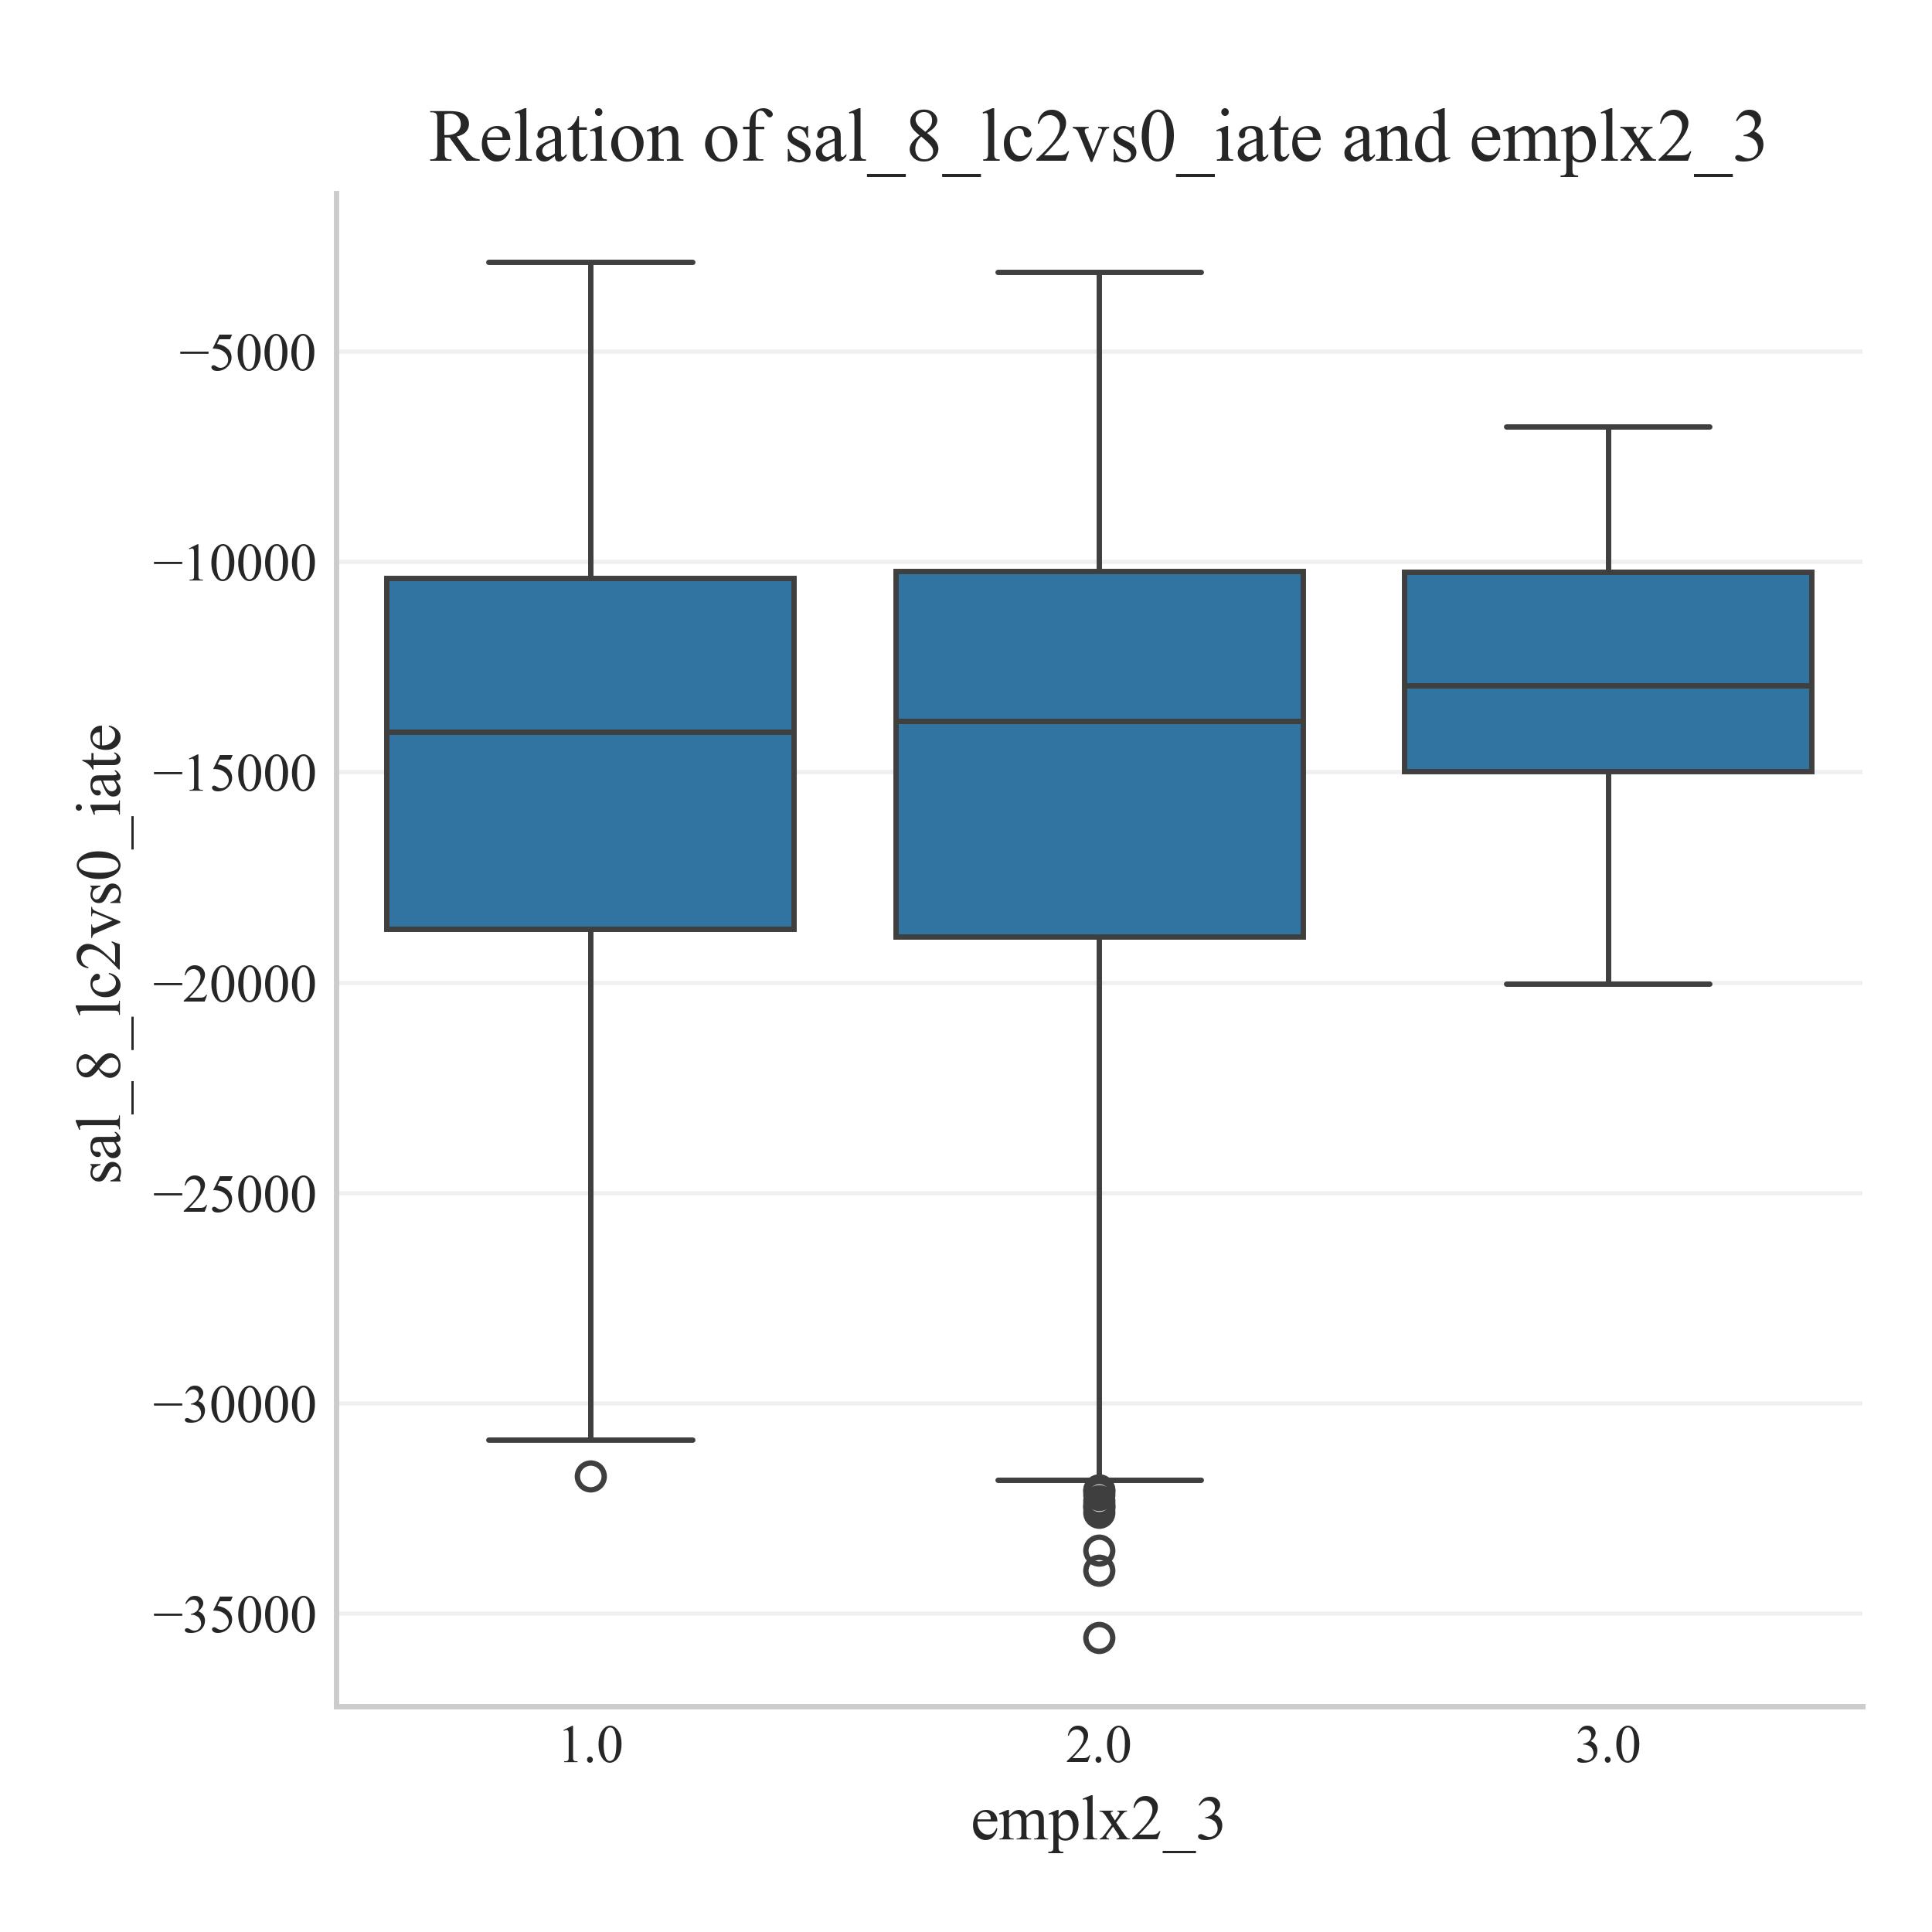 Relation of sal_8_lc2vs0_iate and emplx2_3
sal_8_lc2vs0_iate
−5000
−10000
−15000
−20000
−25000
−30000
−35000
1.0 2.0 3.0
emplx2_3